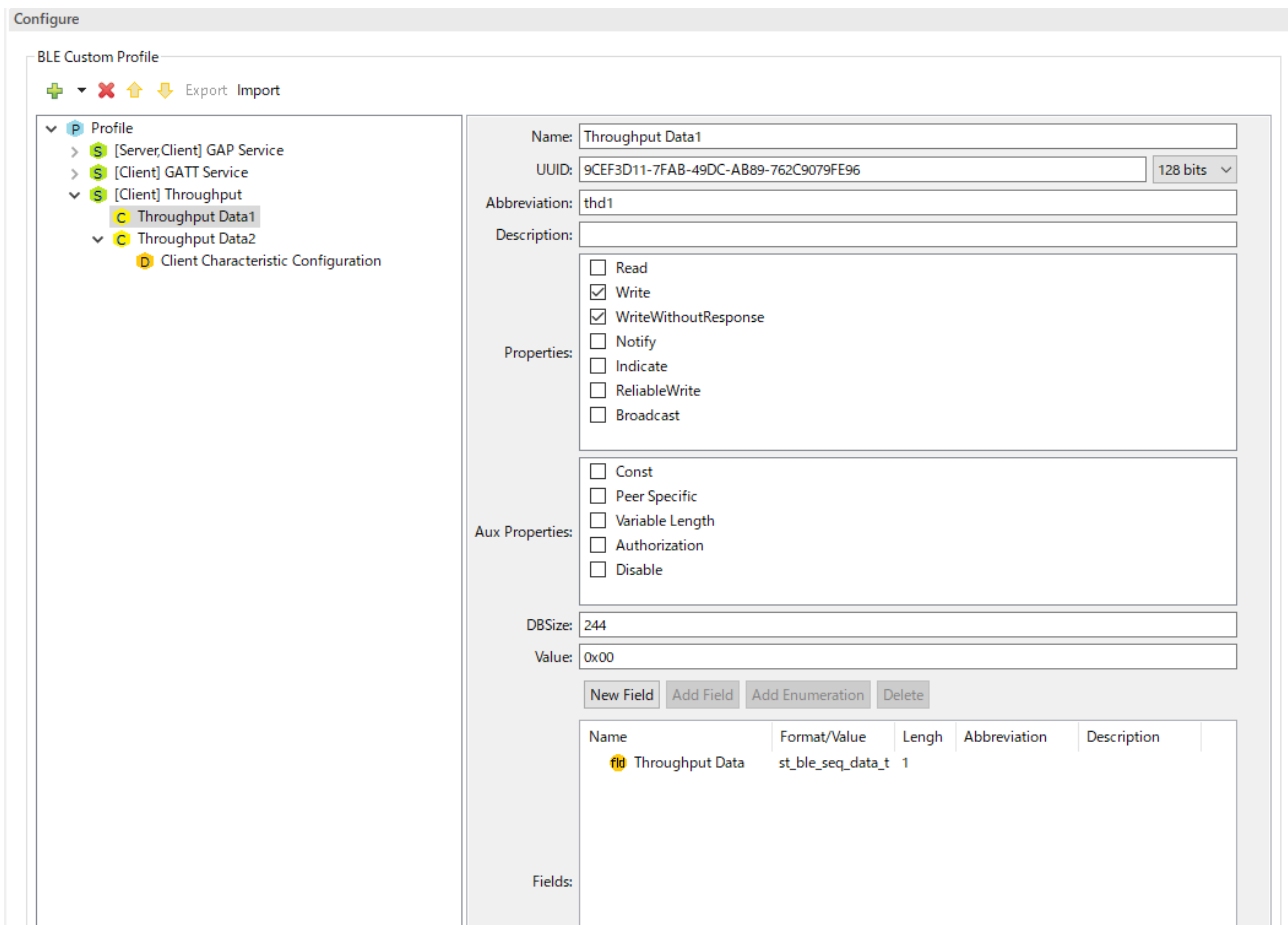 Configure
BLE Custom Profile
Export Import
P Profile
S [Server,Client] GAP Service
S [Client] GATT Service
S [Client] Throughput
C Throughput Data1
C Throughput Data2
D Client Characteristic Configuration
Name: Throughput Data1
UUID: 9CEF3D11-7FAB-49DC-AB89-762C9079FE96 128 bits
Abbreviation: thd1
Description:
Properties:
Read
Write
WriteWithoutResponse
Notify
Indicate
ReliableWrite
Broadcast
Aux Properties:
Const
Peer Specific
Variable Length
Authorization
Disable
DBSize: 244
Value: 0x00
New Field Add Field Add Enumeration Delete
Name Format/Value Lengh Abbreviation Description
fld Throughput Data st_ble_seq_data_t 1
Fields: